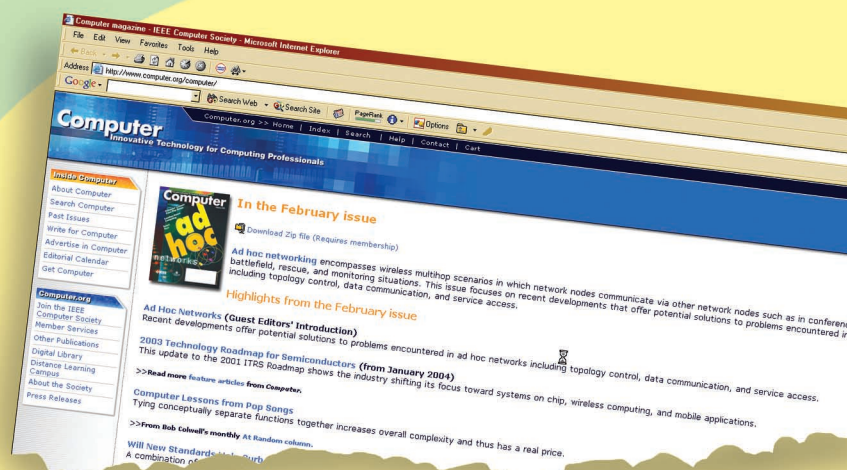 Computer magazine - IEEE Computer Society - Microsoft Internet Explorer
File Edit View Favorites Tools Help
Back
Address http://www.computer.org/computer/
Google Search Web Search Site PageRank Options
Computer.org >> Home | Index | Search | Help | Contact | Cart
Computer
Innovative Technology for Computing Professionals
Inside Computer
About Computer
Search Computer
Past Issues
Write for Computer
Advertise in Computer
Editorial Calendar
Get Computer
Computer.org
Join the IEEE
Computer Society
Member Services
Other Publications
Digital Library
Distance Learning
Campus
About the Society
Press Releases
Computer
ad
hoc
networks
In the February issue
Download Zip file (Requires membership)
Ad hoc networking encompasses wireless multihop scenarios in which network nodes communicate via other network nodes such as in conference
battlefield, rescue, and monitoring situations. This issue focuses on recent developments that offer potential solutions to problems encountered in
including topology control, data communication, and service access.
Highlights from the February issue
Ad Hoc Networks (Guest Editors' Introduction)
Recent developments offer potential solutions to problems encountered in ad hoc networks including topology control, data communication, and service access.
2003 Technology Roadmap for Semiconductors (from January 2004)
This update to the 2001 ITRS Roadmap shows the industry shifting its focus toward systems on chip, wireless computing, and mobile applications.
>>Read more feature articles from Computer.
Computer Lessons from Pop Songs
Tying conceptually separate functions together increases overall complexity and thus has a real price.
>>From Bob Colwell's monthly At Random column.
Will New Standards
A combination of